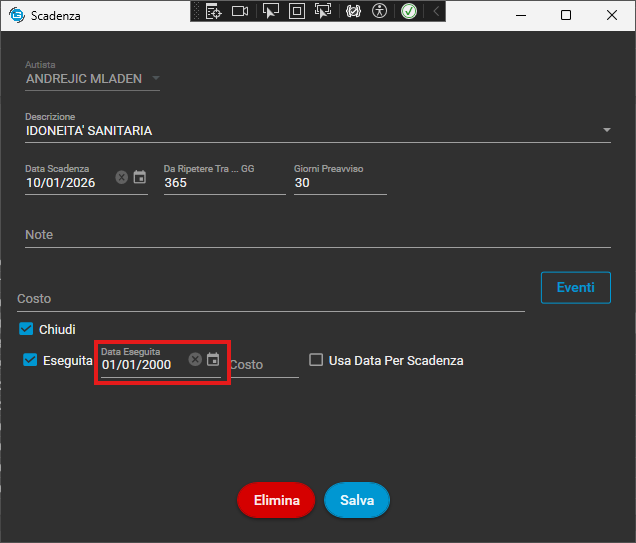 Scadenza
Autista
ANDREJIC MLADEN
Descrizione
IDONEITA' SANITARIA
Data Scadenza
10/01/2026
Da Ripetere Tra ... GG
365
Giorni Preavviso
30
Note
Costo
Eventi
Chiudi
Eseguita
Data Eseguita
01/01/2000
Costo
Usa Data Per Scadenza
Elimina
Salva